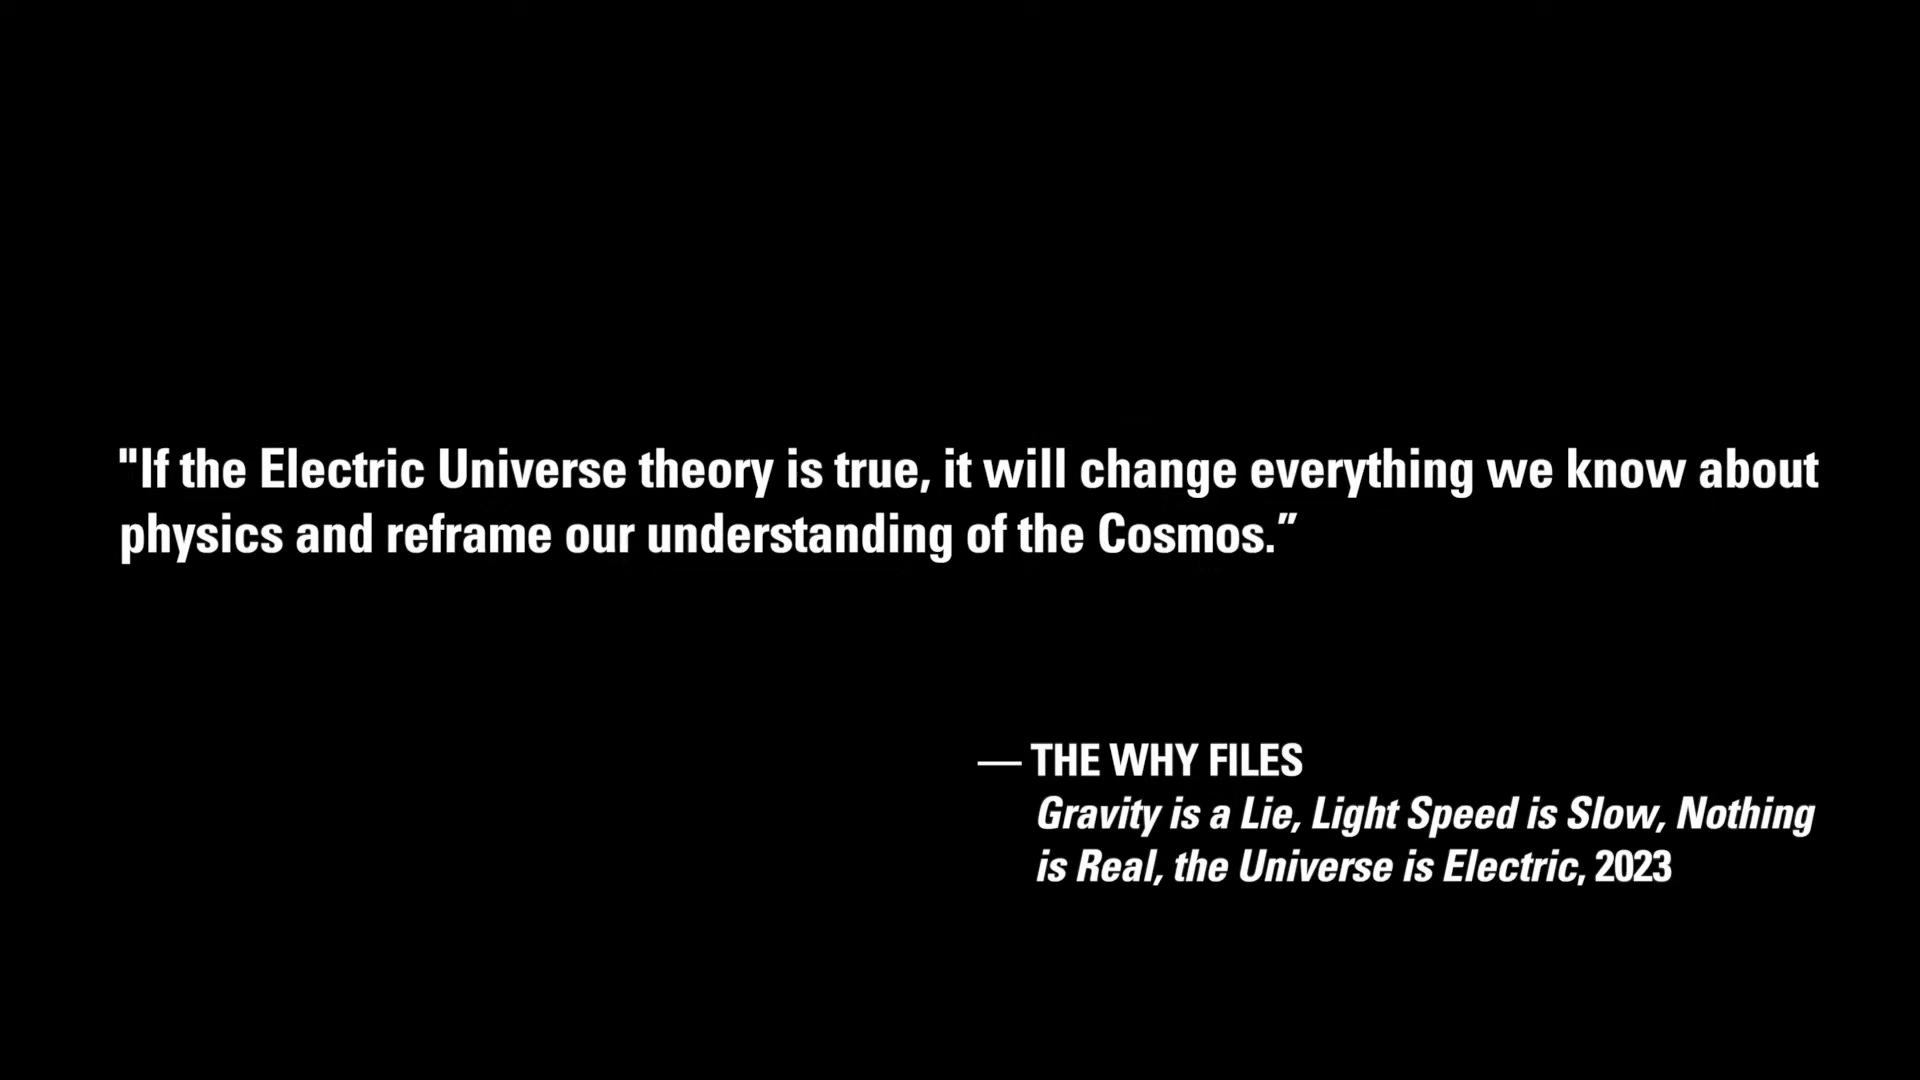 "If the Electric Universe theory is true, it will change everything we know about
physics and reframe our understanding of the Cosmos.”
— THE WHY FILES
Gravity is a Lie, Light Speed is Slow, Nothing
is Real, the Universe is Electric, 2023